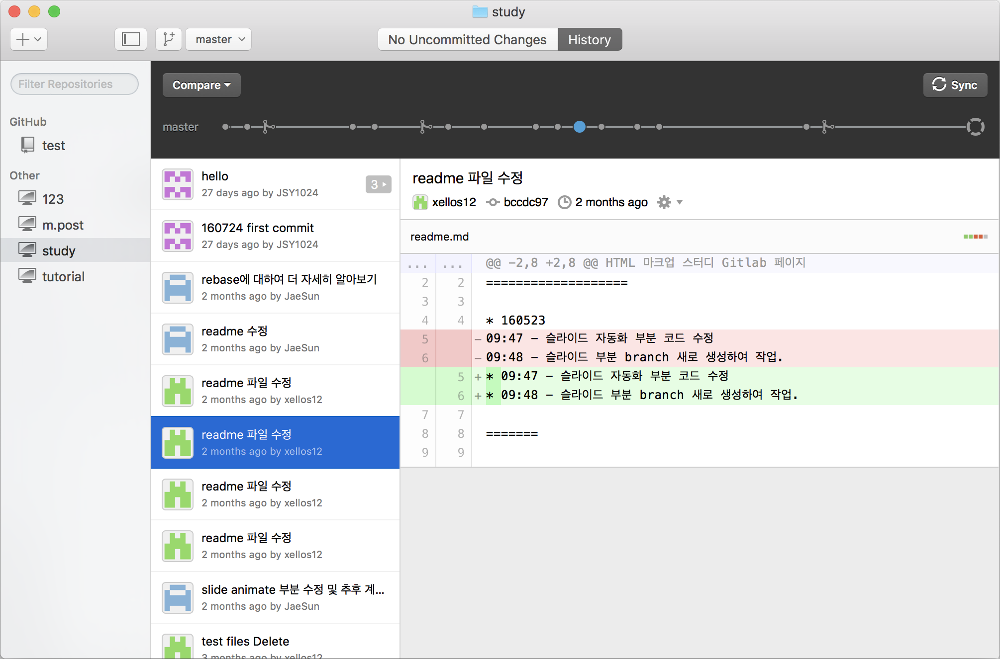 study
master
No Uncommitted Changes
History
Filter Repositories
GitHub
test
Other
123
m.post
study
tutorial
Compare
Sync
master
hello
27 days ago by JSY1024
3
160724 first commit
27 days ago by JSY1024
rebase에 대하여 더 자세히 알아보기
2 months ago by JaeSun
readme 수정
2 months ago by JaeSun
readme 파일 수정
2 months ago by xellos12
readme 파일 수정
2 months ago by xellos12
readme 파일 수정
2 months ago by xellos12
readme 파일 수정
2 months ago by xellos12
slide animate 부분 수정 및 추후 계...
2 months ago by JaeSun
test files Delete
3 months ago by xellos12
readme 파일 수정
xellos12 bccdc97 2 months ago
readme.md
... ... @@ -2,8 +2,8 @@ HTML 마크업 스터디 Gitlab 페이지
2 2 ===================
3 3
4 4 * 160523
5 - 09:47 - 슬라이드 자동화 부분 코드 수정
6 - 09:48 - 슬라이드 부분 branch 새로 생성하여 작업.
5 + * 09:47 - 슬라이드 자동화 부분 코드 수정
6 + * 09:48 - 슬라이드 부분 branch 새로 생성하여 작업.
7 7
8 8 =======
9 9